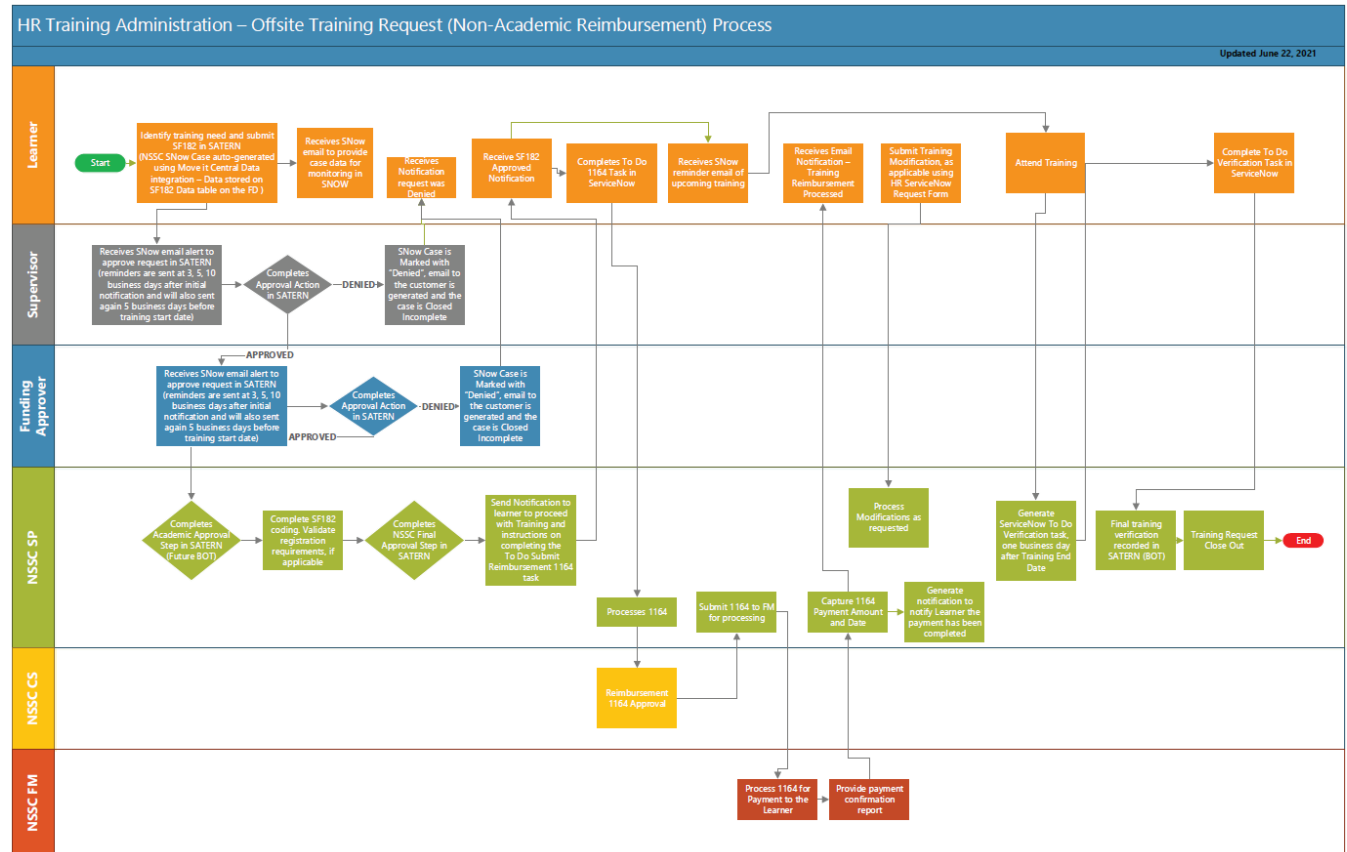 HR Training Administration – Offsite Training Request (Non-Academic Reimbursement) Process
Updated June 22, 2021
Learner
Start
Identify training need and submit
SF182 in SATERN
(NSSC SNow Case auto-generated
using Move it Central Data
integration – Data stored on
SF182 Data table on the FD )
Receives SNow
email to provide
case data for
monitoring in
SNOW
Receives
Notification
request was
Denied
Receive SF182
Approved
Notification
Completes To Do
1164 Task in
ServiceNow
Receives SNow
reminder email of
upcoming training
Receives Email
Notification –
Training
Reimbursement
Processed
Submit Training
Modification, as
applicable using
HR ServiceNow
Request Form
Attend Training
Complete To Do
Verification Task in
ServiceNow
Supervisor
Receives SNow email alert to
approve request in SATERN
(reminders are sent at 3, 5, 10
business days after initial
notification and will also sent
again 5 business days before
training start date)
Completes
Approval Action
in SATERN
DENIED
SNow Case is
Marked with
"Denied", email to
the customer is
generated and the
case is Closed
Incomplete
APPROVED
Funding
Approver
Receives SNow email alert to
approve request in SATERN
(reminders are sent at 3, 5, 10
business days after initial
notification and will also sent
again 5 business days before
training start date)
Completes
Approval Action
in SATERN
DENIED
SNow Case is
Marked with
"Denied", email to
the customer is
generated and the
case is Closed
Incomplete
APPROVED
NSSC SP
Completes
Academic Approval
Step in SATERN
(Future BOT)
Complete SF182
coding. Validate
registration
requirements, if
applicable
Completes
NSSC Final
Approval Step in
SATERN
Send Notification to
learner to proceed
with Training and
instructions on
completing the
To Do Submit
Reimbursement 1164
task
Processes 1164
Submit 1164 to FM
for processing
Process
Modifications as
requested
Capture 1164
Payment Amount
and Date
Generate
notification to
notify Learner the
payment has been
completed
Generate
ServiceNow To Do
Verification task,
one business day
after Training End
Date
Final training
verification
recorded in
SATERN (BOT)
Training Request
Close Out
End
NSSC CS
Reimbursement
1164 Approval
NSSC FM
Process 1164 for
Payment to the
Learner
Provide payment
confirmation
report